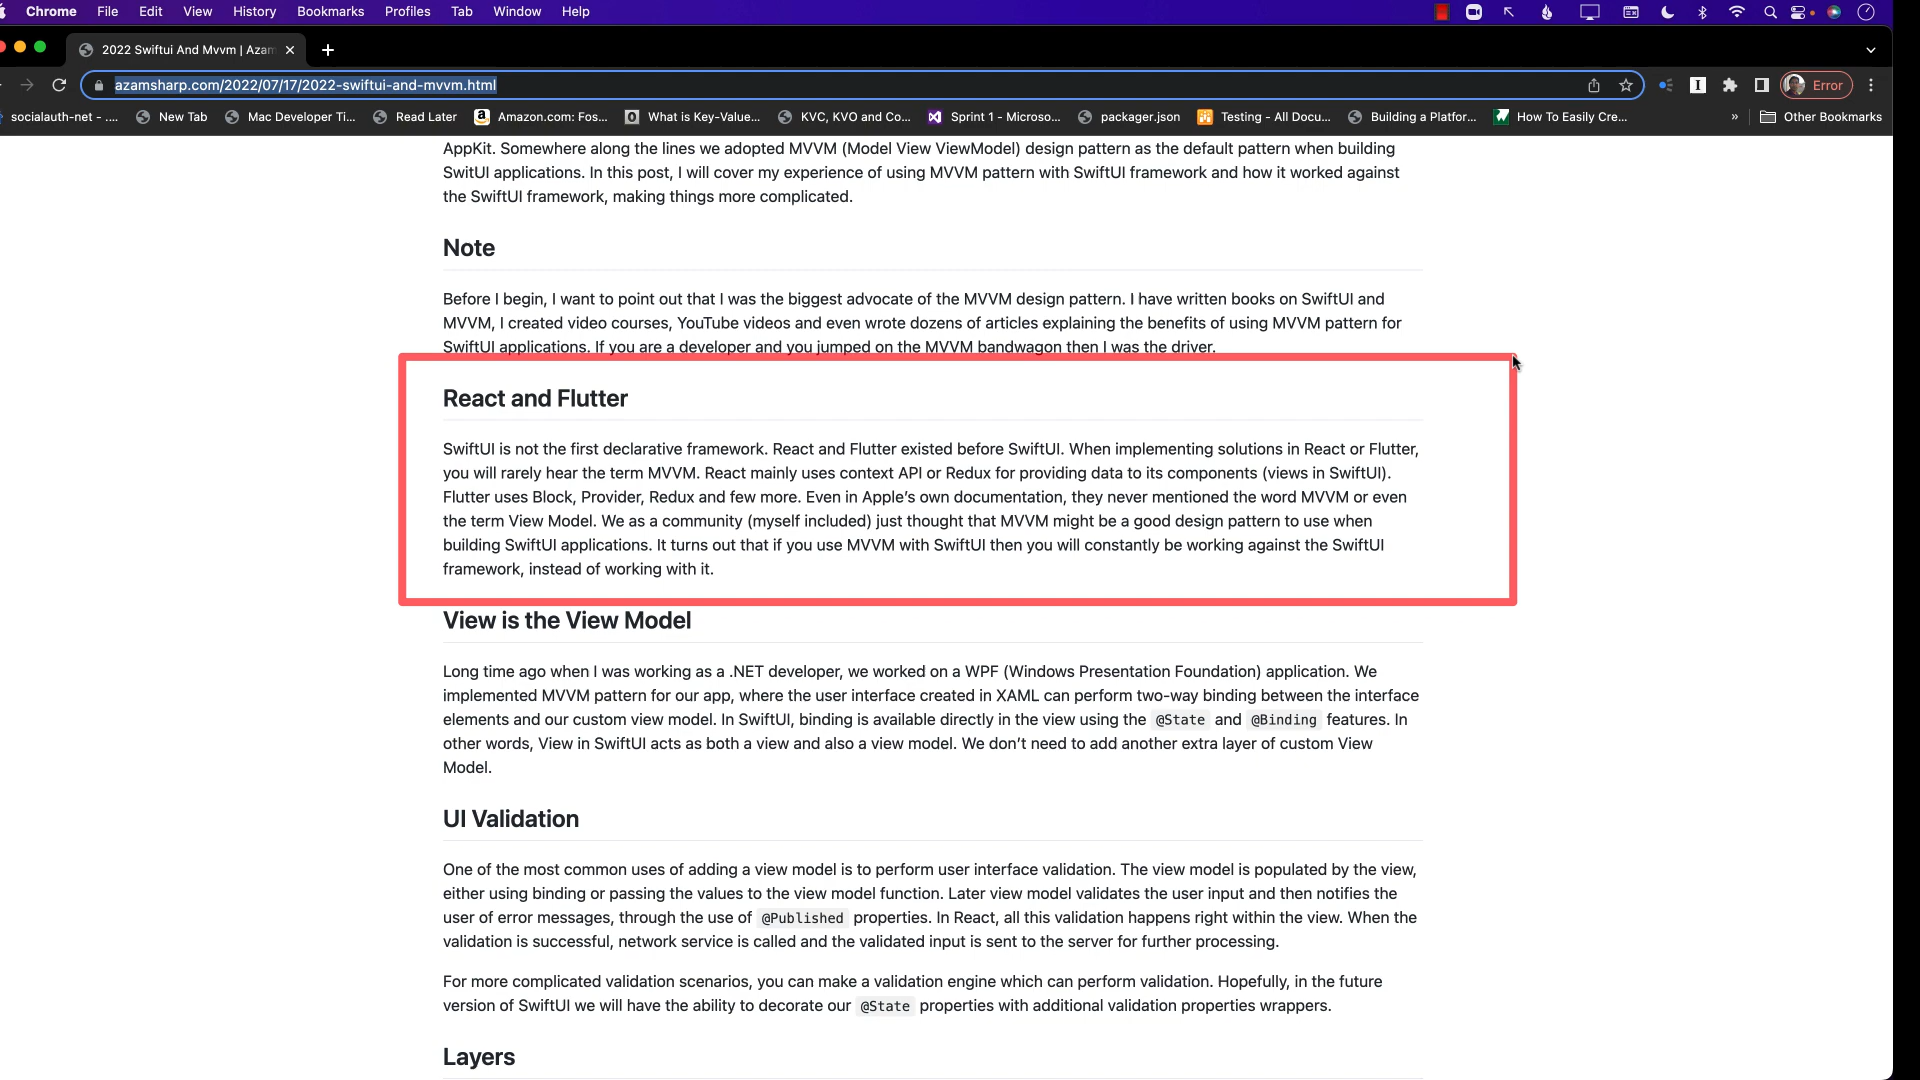 Chrome File Edit View History Bookmarks Profiles Tab Window Help
2022 Swiftui And Mvvm | Azam
azamsharp.com/2022/07/17/2022-swiftui-and-mvvm.html Error
socialauth-net - .... New Tab Mac Developer Ti... Read Later Amazon.com: Fos... What is Key-Value... KVC, KVO and Co... Sprint 1 - Microso... packager.json Testing - All Docu... Building a Platfor... How To Easily Cre... » Other Bookmarks
AppKit. Somewhere along the lines we adopted MVVM (Model View ViewModel) design pattern as the default pattern when building
SwitUI applications. In this post, I will cover my experience of using MVVM pattern with SwiftUI framework and how it worked against
the SwiftUI framework, making things more complicated.
Note
Before I begin, I want to point out that I was the biggest advocate of the MVVM design pattern. I have written books on SwiftUI and
MVVM, I created video courses, YouTube videos and even wrote dozens of articles explaining the benefits of using MVVM pattern for
SwiftUI applications. If you are a developer and you jumped on the MVVM bandwagon then I was the driver.
React and Flutter
SwiftUI is not the first declarative framework. React and Flutter existed before SwiftUI. When implementing solutions in React or Flutter,
you will rarely hear the term MVVM. React mainly uses context API or Redux for providing data to its components (views in SwiftUI).
Flutter uses Block, Provider, Redux and few more. Even in Apple's own documentation, they never mentioned the word MVVM or even
the term View Model. We as a community (myself included) just thought that MVVM might be a good design pattern to use when
building SwiftUI applications. It turns out that if you use MVVM with SwiftUI then you will constantly be working against the SwiftUI
framework, instead of working with it.
View is the View Model
Long time ago when I was working as a .NET developer, we worked on a WPF (Windows Presentation Foundation) application. We
implemented MVVM pattern for our app, where the user interface created in XAML can perform two-way binding between the interface
elements and our custom view model. In SwiftUI, binding is available directly in the view using the @State and @Binding features. In
other words, View in SwiftUI acts as both a view and also a view model. We don't need to add another extra layer of custom View
Model.
UI Validation
One of the most common uses of adding a view model is to perform user interface validation. The view model is populated by the view,
either using binding or passing the values to the view model function. Later view model validates the user input and then notifies the
user of error messages, through the use of @Published properties. In React, all this validation happens right within the view. When the
validation is successful, network service is called and the validated input is sent to the server for further processing.
For more complicated validation scenarios, you can make a validation engine which can perform validation. Hopefully, in the future
version of SwiftUI we will have the ability to decorate our @State properties with additional validation properties wrappers.
Layers